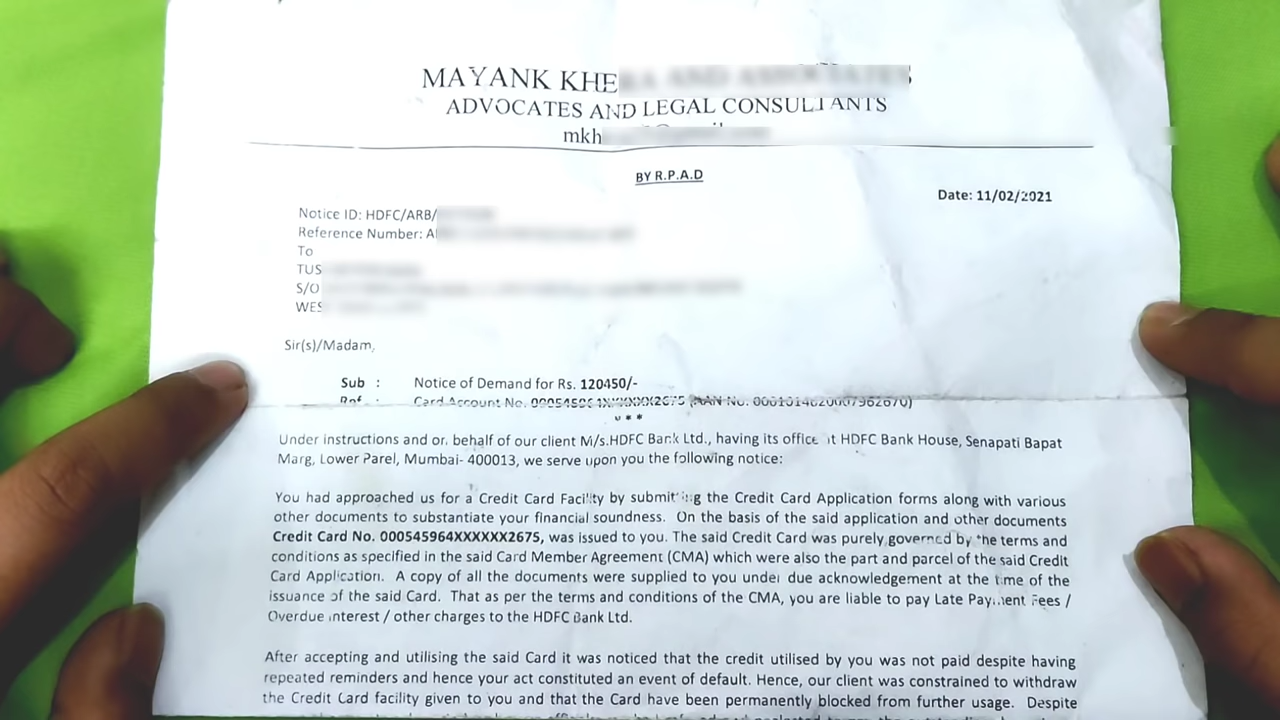 MAYANK KHE
ADVOCATES AND LEGAL CONSULTANTS
mkh
BY R.P.A.D
Date: 11/02/2021
Notice ID: HDFC/ARB/
Reference Number: A
To
TUS
S/O
WES
Sir(s)/Madam,
Sub : Notice of Demand for Rs. 120450/-
Ref : Card Account No.
* * *
Under instructions and on behalf of our client M/s.HDFC Bank Ltd., having its office at HDFC Bank House, Senapati Bapat
Marg, Lower Parel, Mumbai- 400013, we serve upon you the following notice:
You had approached us for a Credit Card Facility by submitting the Credit Card Application forms along with various
other documents to substantiate your financial soundness. On the basis of the said application and other documents
Credit Card No. 000545964XXXXXX2675, was issued to you. The said Credit Card was purely governed by the terms and
conditions as specified in the said Card Member Agreement (CMA) which were also the part and parcel of the said Credit
Card Application. A copy of all the documents were supplied to you under due acknowledgement at the time of the
issuance of the said Card. That as per the terms and conditions of the CMA, you are liable to pay Late Payment Fees /
Overdue interest / other charges to the HDFC Bank Ltd.
After accepting and utilising the said Card it was noticed that the credit utilised by you was not paid despite having
repeated reminders and hence your act constituted an event of default. Hence, our client was constrained to withdraw
the Credit Card facility given to you and that the Card have been permanently blocked from further usage. Despite